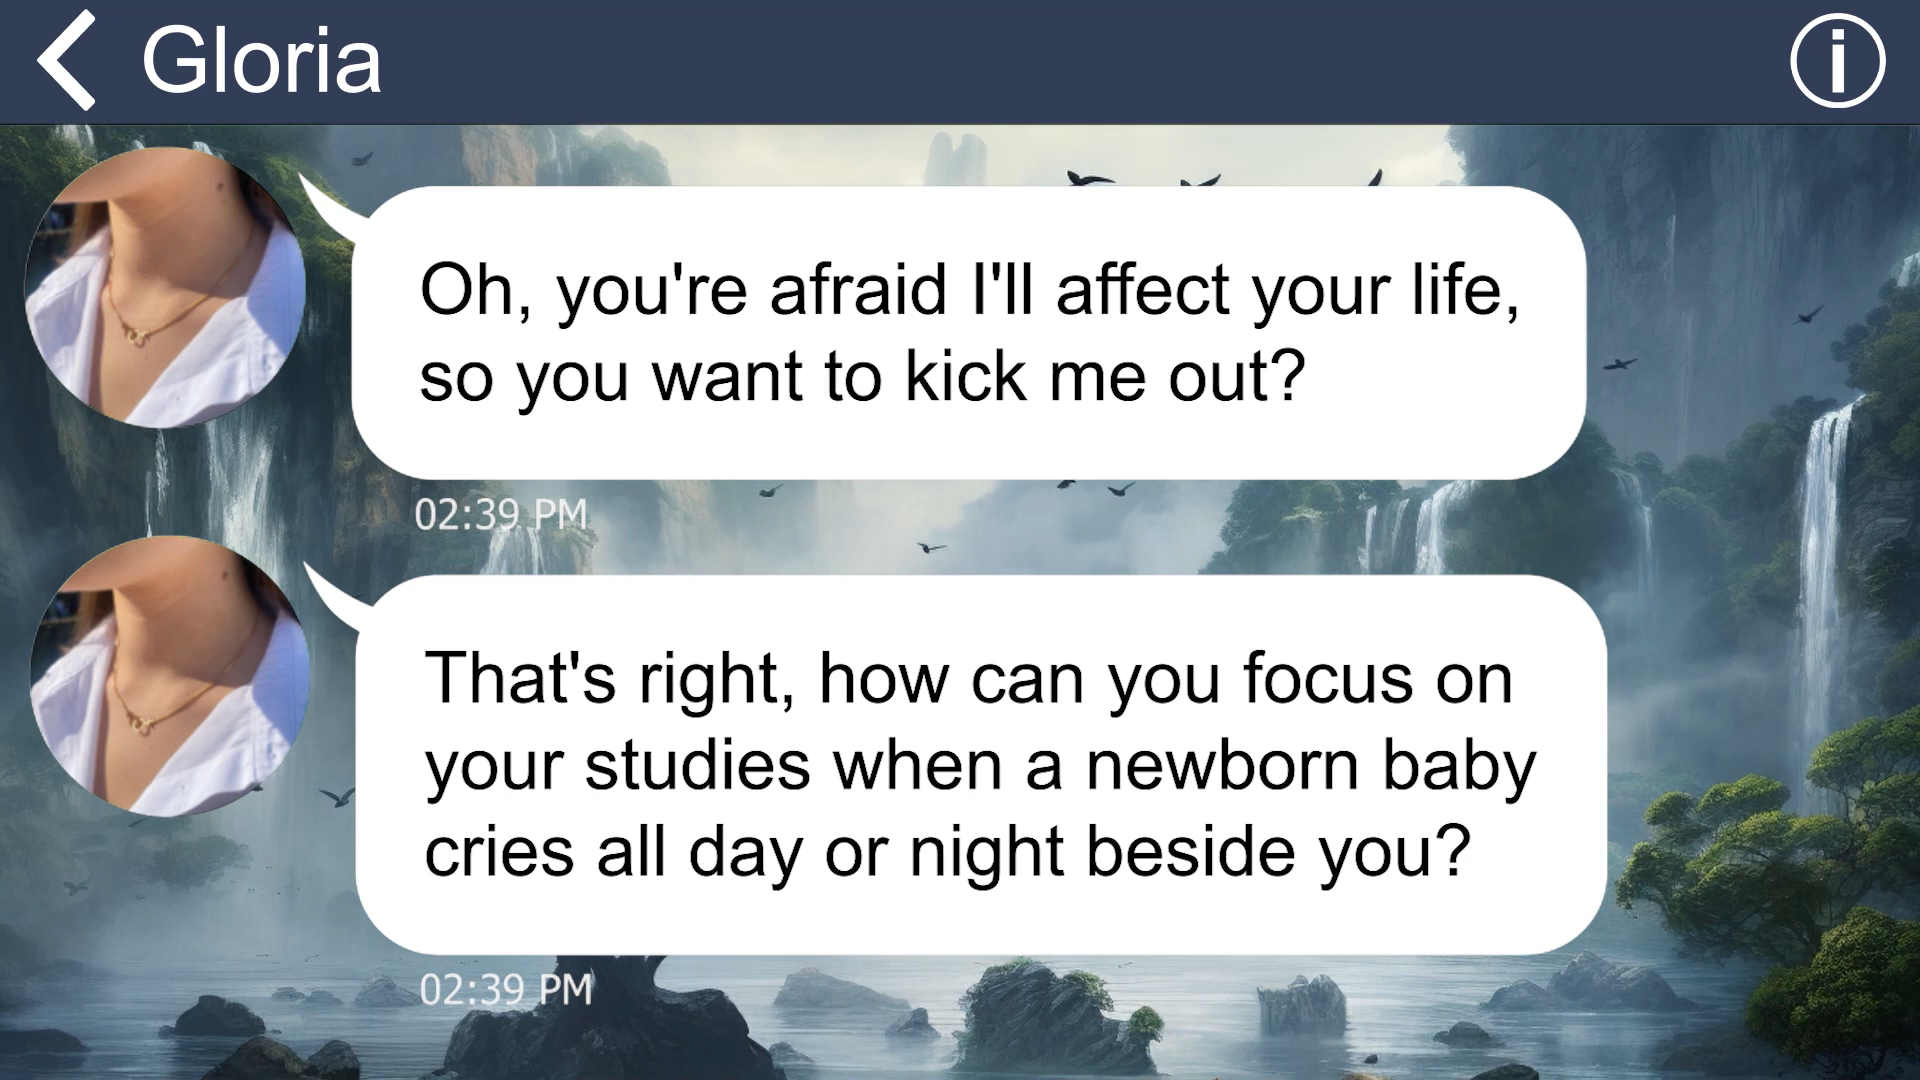 Gloria
Oh, you're afraid I'll affect your life,
so you want to kick me out?
02:39 PM
That's right, how can you focus on
your studies when a newborn baby
cries all day or night beside you?
02:39 PM